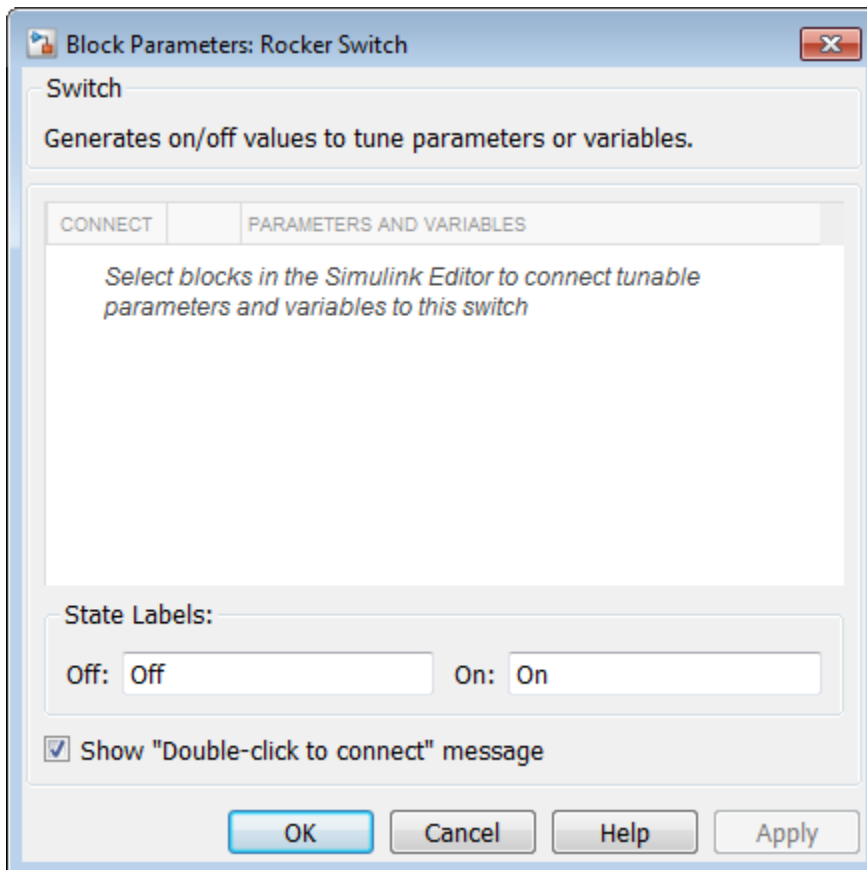 Block Parameters: Rocker Switch
Switch
Generates on/off values to tune parameters or variables.
CONNECT PARAMETERS AND VARIABLES
Select blocks in the Simulink Editor to connect tunable
parameters and variables to this switch
State Labels:
Off: Off On: On
Show "Double-click to connect" message
OK Cancel Help Apply